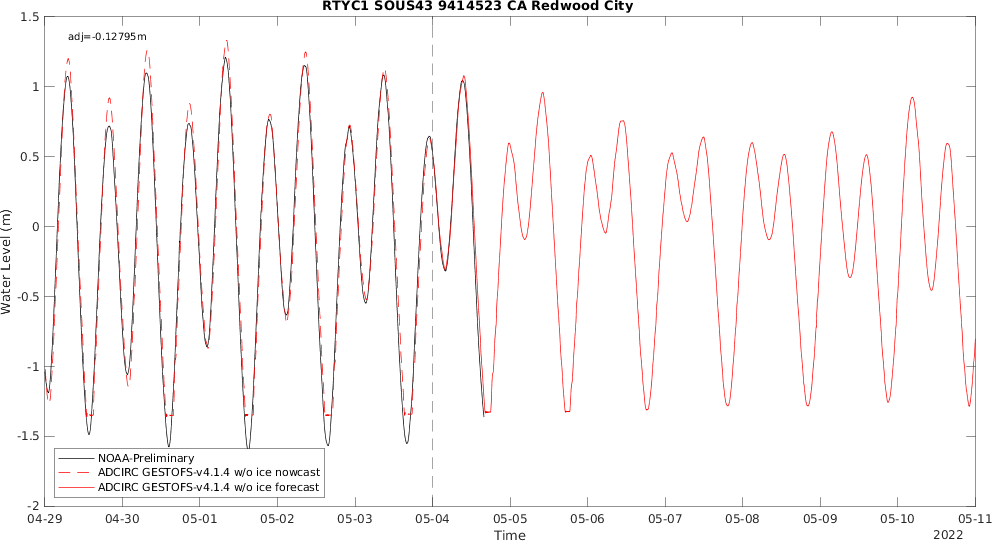 RTYC1 SOUS43 9414523 CA Redwood City
adj=-0.12795m
1.5
1
0.5
0
-0.5
-1
-1.5
-2
Water Level (m)
NOAA-Preliminary
ADCIRC GESTOFS-v4.1.4 w/o ice nowcast
ADCIRC GESTOFS-v4.1.4 w/o ice forecast
04-29 04-30 05-01 05-02 05-03 05-04 05-05 05-06 05-07 05-08 05-09 05-10 05-11
Time
2022